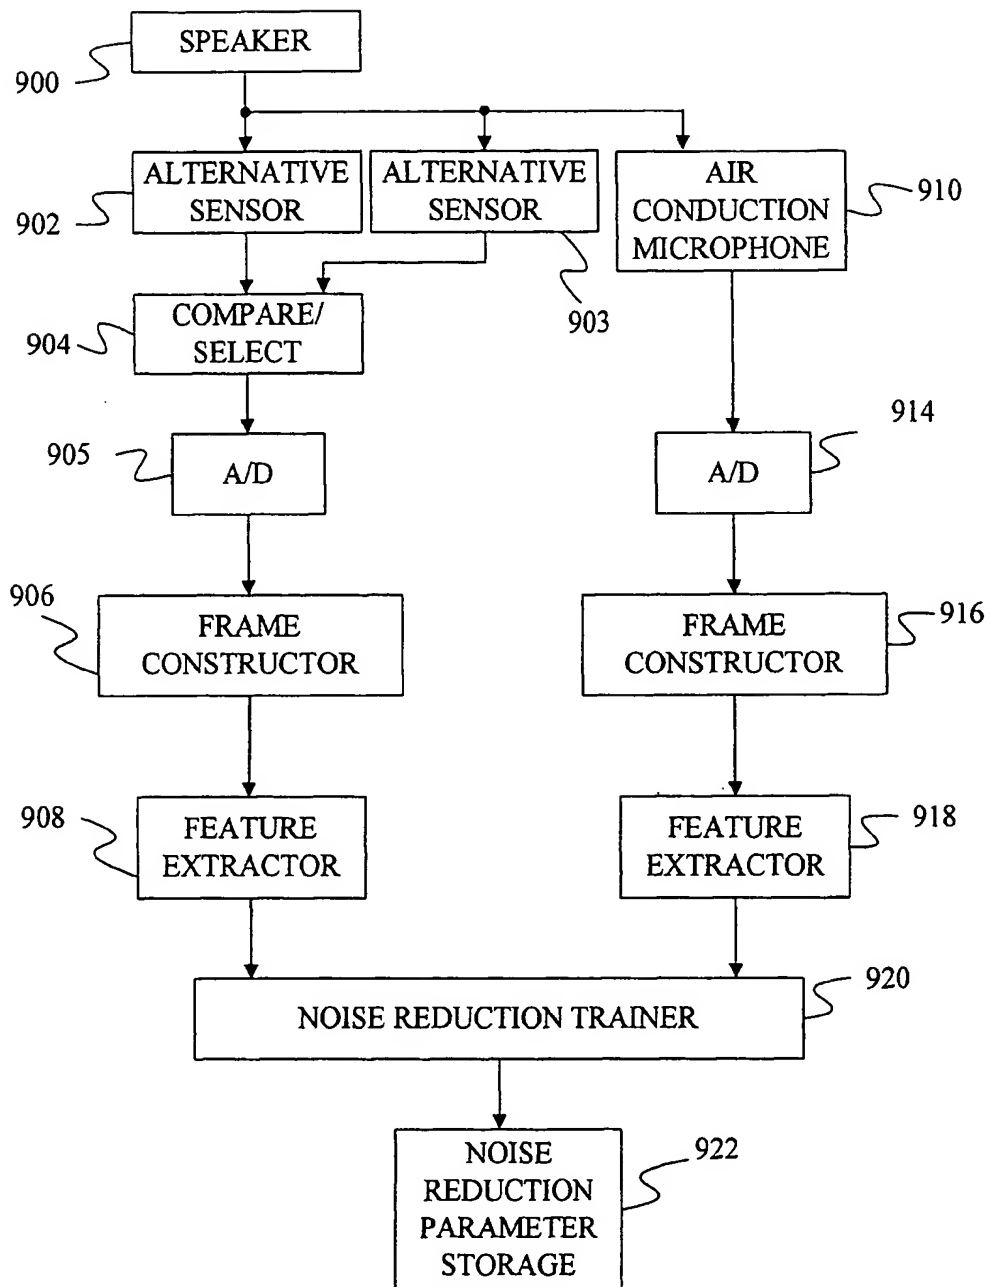 SPEAKER
900
ALTERNATIVE
SENSOR
902
ALTERNATIVE
SENSOR
903
AIR
CONDUCTION
MICROPHONE
910
COMPARE/
SELECT
904
A/D
905
A/D
914
FRAME
CONSTRUCTOR
906
FRAME
CONSTRUCTOR
916
FEATURE
EXTRACTOR
908
FEATURE
EXTRACTOR
918
NOISE REDUCTION TRAINER
920
NOISE
REDUCTION
PARAMETER
STORAGE
922